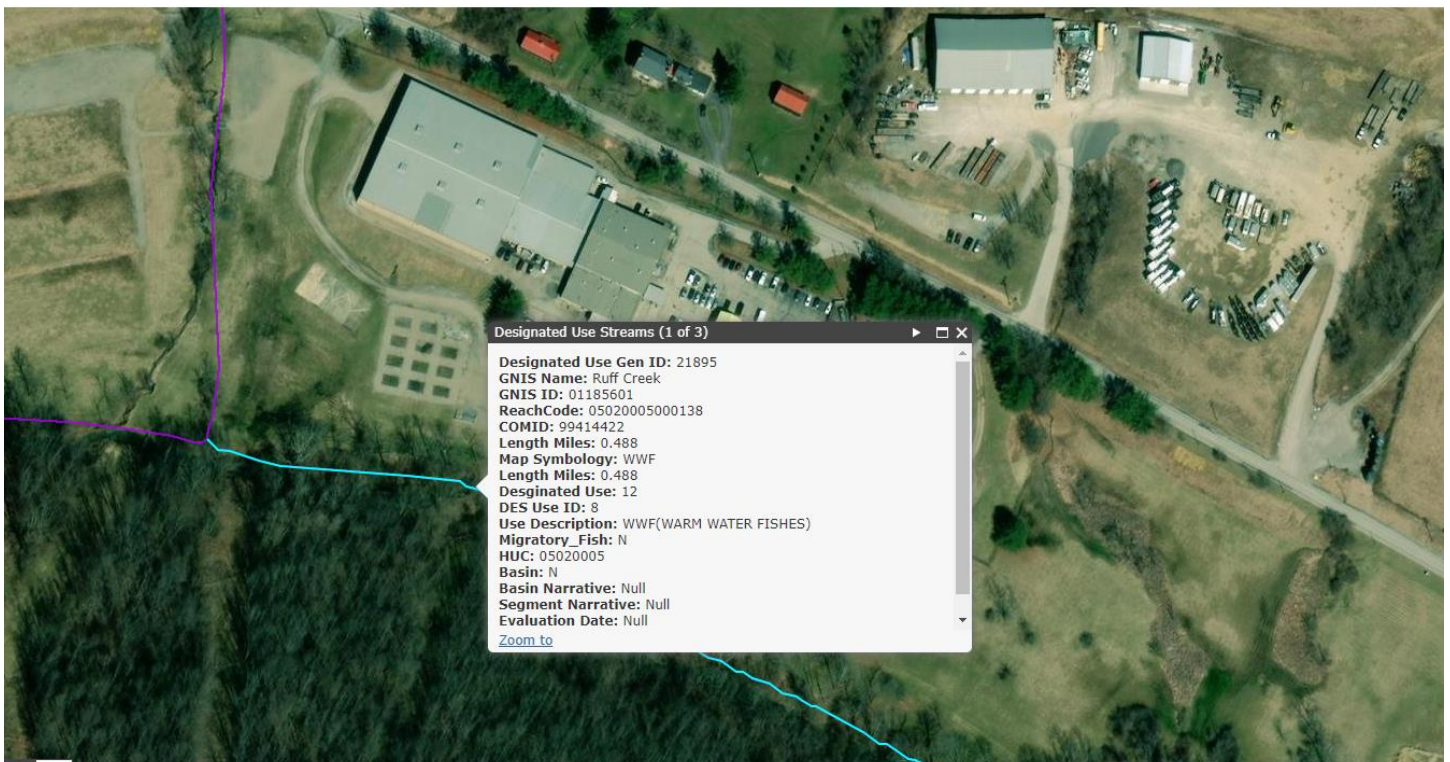 Designated Use Streams (1 of 3)
Designated Use Gen ID: 21895
GNIS Name: Ruff Creek
GNIS ID: 01185601
ReachCode: 05020005000138
COMID: 99414422
Length Miles: 0.488
Map Symbology: WWF
Length Miles: 0.488
Desginated Use: 12
DES Use ID: 8
Use Description: WWF(WARM WATER FISHES)
Migratory_Fish: N
HUC: 05020005
Basin: N
Basin Narrative: Null
Segment Narrative: Null
Evaluation Date: Null
Zoom to